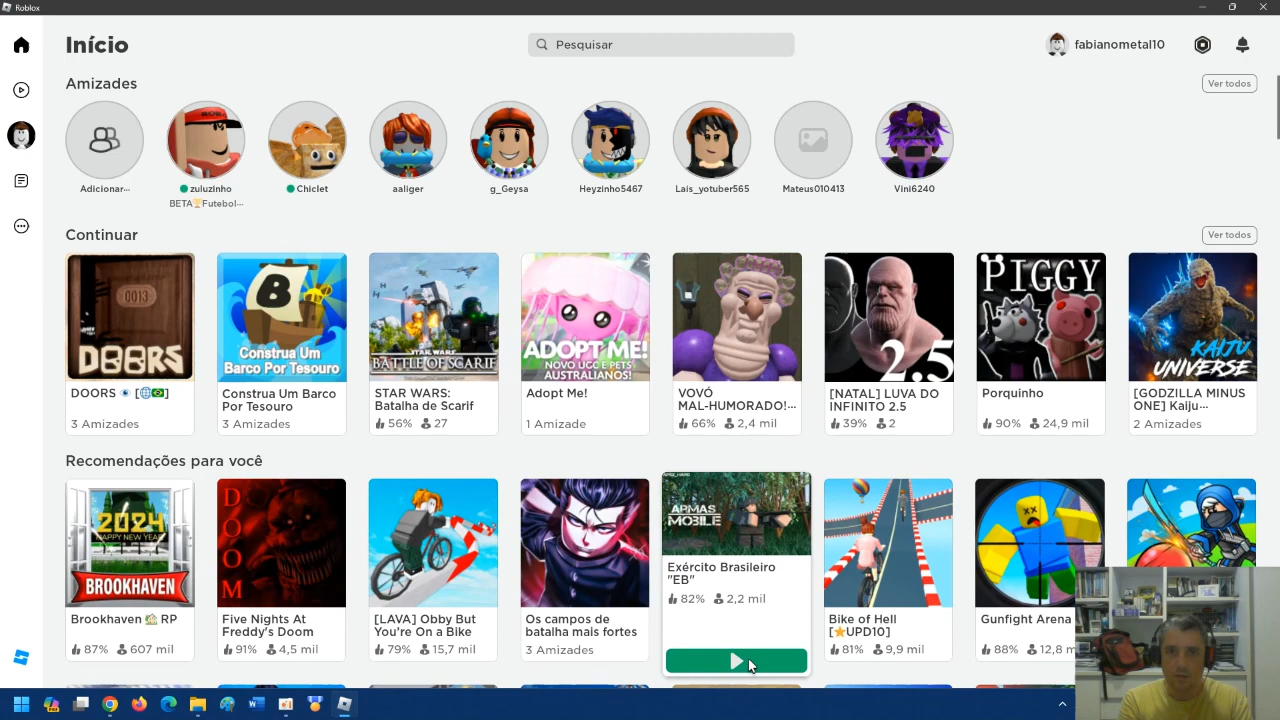 Roblox
Início
Pesquisar
fabianometal10
Amizades
Ver todos
Adicionar...
zuluzinho
BETA🏆Futebol...
Chiclet
aaliger
g_Geysa
Heyzinho5467
Lais_yotuber565
Mateus010413
Vini6240
Continuar
Ver todos
0013
DOORS
DOORS 👁 [🌐🇧🇷]
3 Amizades
B
Construa Um
Barco Por Tesouro
Construa Um Barco
Por Tesouro
3 Amizades
STAR WARS
BATTLE OF SCARIF
STAR WARS:
Batalha de Scarif
56% 27
ADOPT ME!
NOVO UGC E PETS
AUSTRALIANOS!
Adopt Me!
1 Amizade
VOVÓ
MAL-HUMORADO!...
66% 2,4 mil
2.5
[NATAL] LUVA DO
INFINITO 2.5
39% 2
PIGGY
Porquinho
90% 24,9 mil
KAIJU
UNIVERSE
[GODZILLA MINUS
ONE] Kaiju...
2 Amizades
Recomendações para você
2024
HAPPY NEW YEAR
BROOKHAVEN
Brookhaven 🏡 RP
87% 607 mil
DOOM
Five Nights At
Freddy's Doom
91% 4,5 mil
[LAVA] Obby But
You're On a Bike
79% 15,7 mil
Os campos de
batalha mais fortes
3 Amizades
ARMAS
MOBILE
Exército Brasileiro
"EB"
82% 2,2 mil
Bike of Hell
[⭐UPD10]
81% 9,9 mil
Gunfight Arena
88% 12,8 m